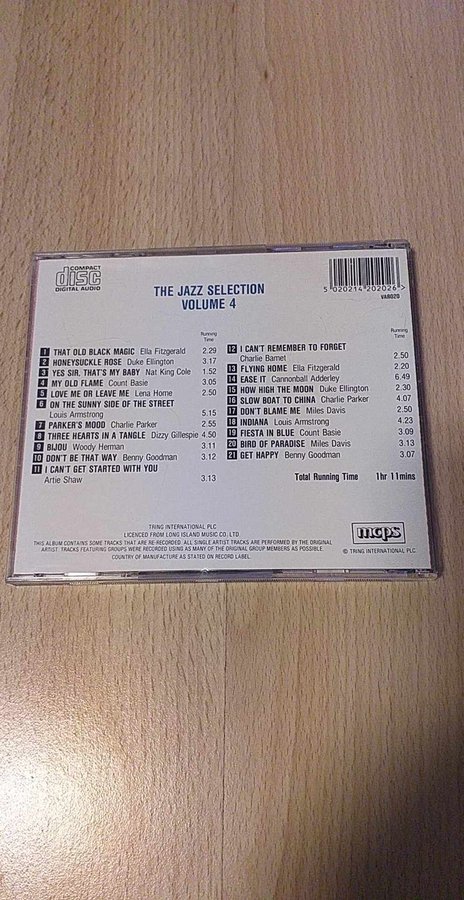 COMPACT
disc
DIGITAL AUDIO
THE JAZZ SELECTION
VOLUME 4
5 020214 202026 >
VAR020
Running
Time
1 THAT OLD BLACK MAGIC Ella Fitzgerald 2.29
2 HONEYSUCKLE ROSE Duke Ellington 3.17
3 YES SIR, THAT'S MY BABY Nat King Cole 1.52
4 MY OLD FLAME Count Basie 3.05
5 LOVE ME OR LEAVE ME Lena Horne 2.50
6 ON THE SUNNY SIDE OF THE STREET
Louis Armstrong 5.15
7 PARKER'S MOOD Charlie Parker 2.55
8 THREE HEARTS IN A TANGLE Dizzy Gillespie 4.50
9 BIJOU Woody Herman 3.11
10 DON'T BE THAT WAY Benny Goodman 3.12
11 I CAN'T GET STARTED WITH YOU
Artie Shaw 3.13
Running
Time
12 I CAN'T REMEMBER TO FORGET
Charlie Barnet 2.50
13 FLYING HOME Ella Fitzgerald 2.20
14 EASE IT Cannonball Adderley 6.49
15 HOW HIGH THE MOON Duke Ellington 2.30
16 SLOW BOAT TO CHINA Charlie Parker 4.07
17 DON'T BLAME ME Miles Davis 2.50
18 INDIANA Louis Armstrong 4.23
19 FIESTA IN BLUE Count Basie 3.09
20 BIRD OF PARADISE Miles Davis 3.13
21 GET HAPPY Benny Goodman 3.07
Total Running Time 1hr 11mins
TRING INTERNATIONAL PLC
LICENCED FROM LONG ISLAND MUSIC CO. LTD
THIS ALBUM CONTAINS SOME TRACKS THAT ARE RE-RECORDED. ALL SINGLE ARTIST TRACKS ARE PERFORMED BY THE ORIGINAL
ARTIST. TRACKS FEATURING GROUPS WERE RECORDED USING AS MANY OF THE ORIGINAL GROUP MEMBERS AS POSSIBLE.
COUNTRY OF MANUFACTURE AS STATED ON RECORD LABEL.
mcps
© TRING INTERNATIONAL PLC